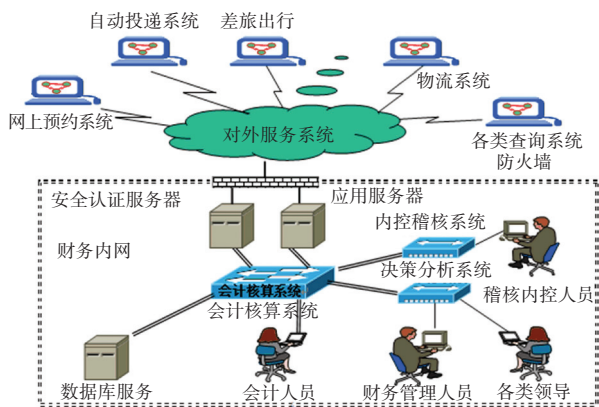 自动投递系统
差旅出行
物流系统
网上预约系统
对外服务系统
各类查询系统
防火墙
安全认证服务器
应用服务器
内控稽核系统
财务内网
决策分析系统
会计核算系统
会计核算系统
稽核内控人员
数据库服务
会计人员
财务管理人员
各类领导